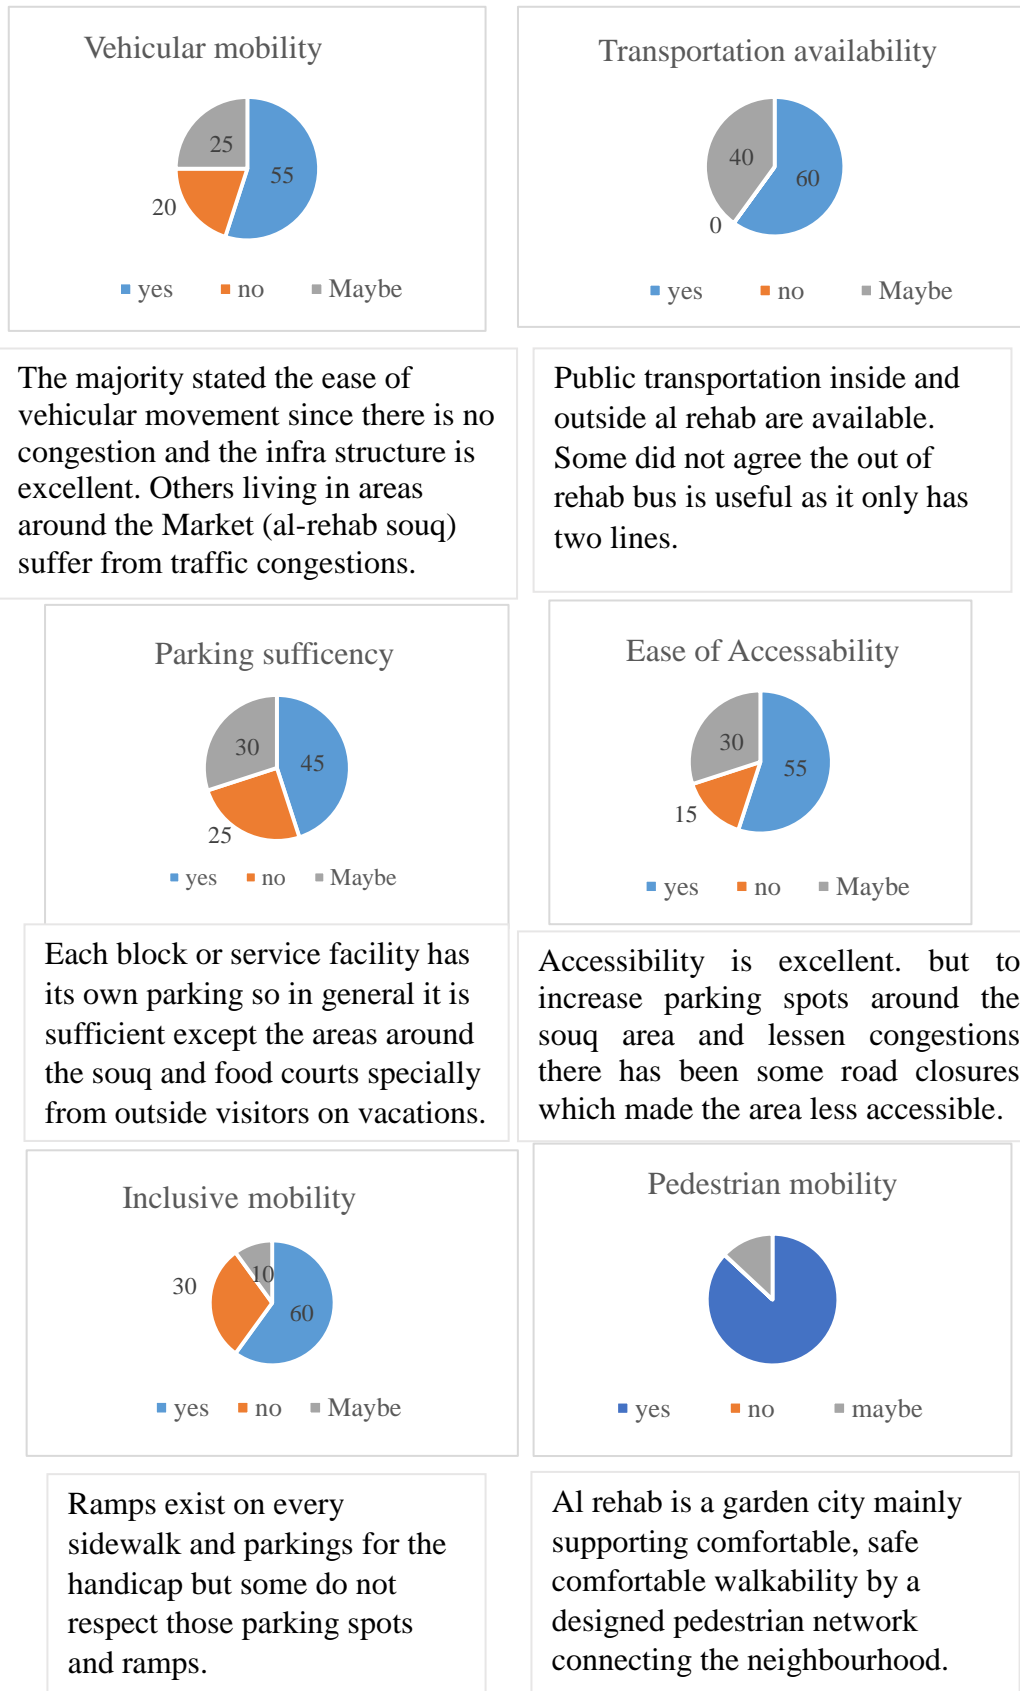 Vehicular mobility
25
55
20
yes no Maybe
Transportation availability
40
60
0
yes no Maybe
The majority stated the ease of
vehicular movement since there is no
congestion and the infra structure is
excellent. Others living in areas
around the Market (al-rehab souq)
suffer from traffic congestions.
Public transportation inside and
outside al rehab are available.
Some did not agree the out of
rehab bus is useful as it only has
two lines.
Parking sufficency
30
45
25
yes no Maybe
Ease of Accessability
30
55
15
yes no Maybe
Each block or service facility has
its own parking so in general it is
sufficient except the areas around
the souq and food courts specially
from outside visitors on vacations.
Accessibility is excellent. but to
increase parking spots around the
souq area and lessen congestions
there has been some road closures
which made the area less accessible.
Inclusive mobility
10
30
60
yes no Maybe
Pedestrian mobility
yes no maybe
Ramps exist on every
sidewalk and parkings for the
handicap but some do not
respect those parking spots
and ramps.
Al rehab is a garden city mainly
supporting comfortable, safe
comfortable walkability by a
designed pedestrian network
connecting the neighbourhood.